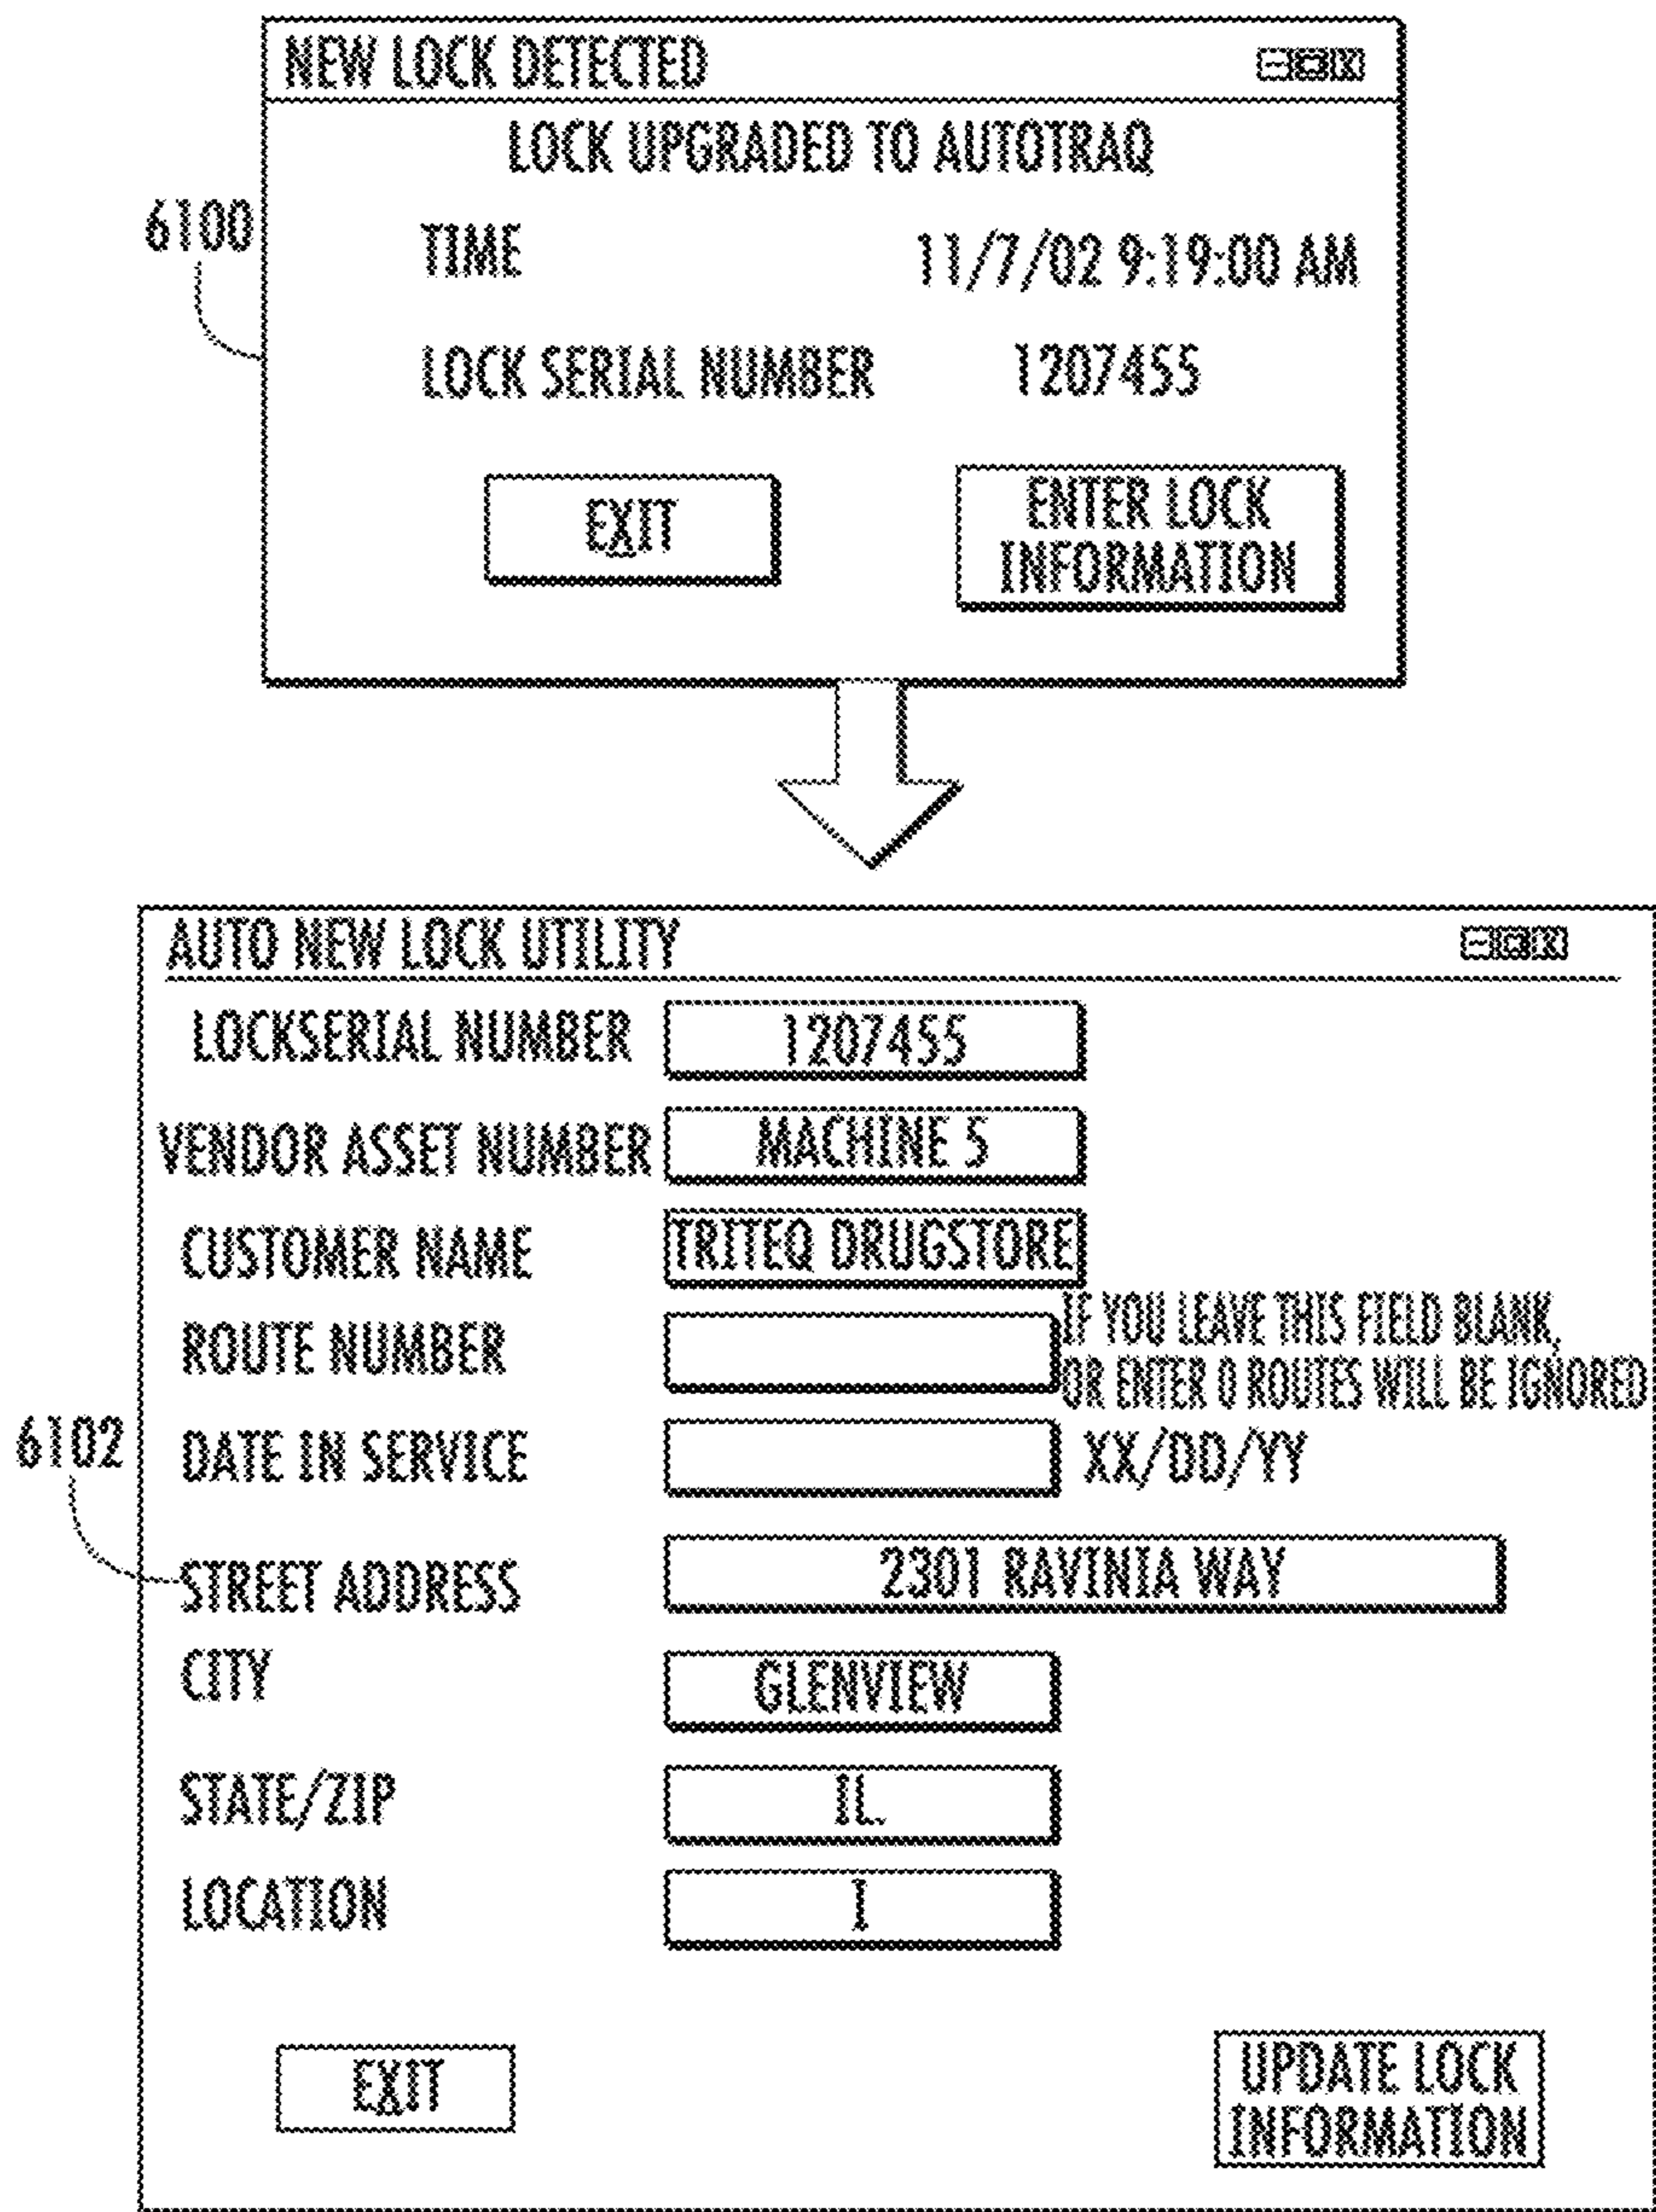 NEW LOCK DETECTED
LOCK UPGRADED TO AUTOTRAQ
6100
TIME 11/7/02 9:19:00 AM
LOCK SERIAL NUMBER 1207455
EXIT
ENTER LOCK
INFORMATION
AUTO NEW LOCK UTILITY
LOCKSERIAL NUMBER 1207455
VENDOR ASSET NUMBER MACHINE 5
CUSTOMER NAME TRITEQ DRUGSTORE
ROUTE NUMBER
IF YOU LEAVE THIS FIELD BLANK,
OR ENTER 0 ROUTES WILL BE IGNORED
6102
DATE IN SERVICE XX/DD/YY
STREET ADDRESS 2301 RAVINIA WAY
CITY GLENVIEW
STATE/ZIP IL.
LOCATION I
EXIT
UPDATE LOCK
INFORMATION